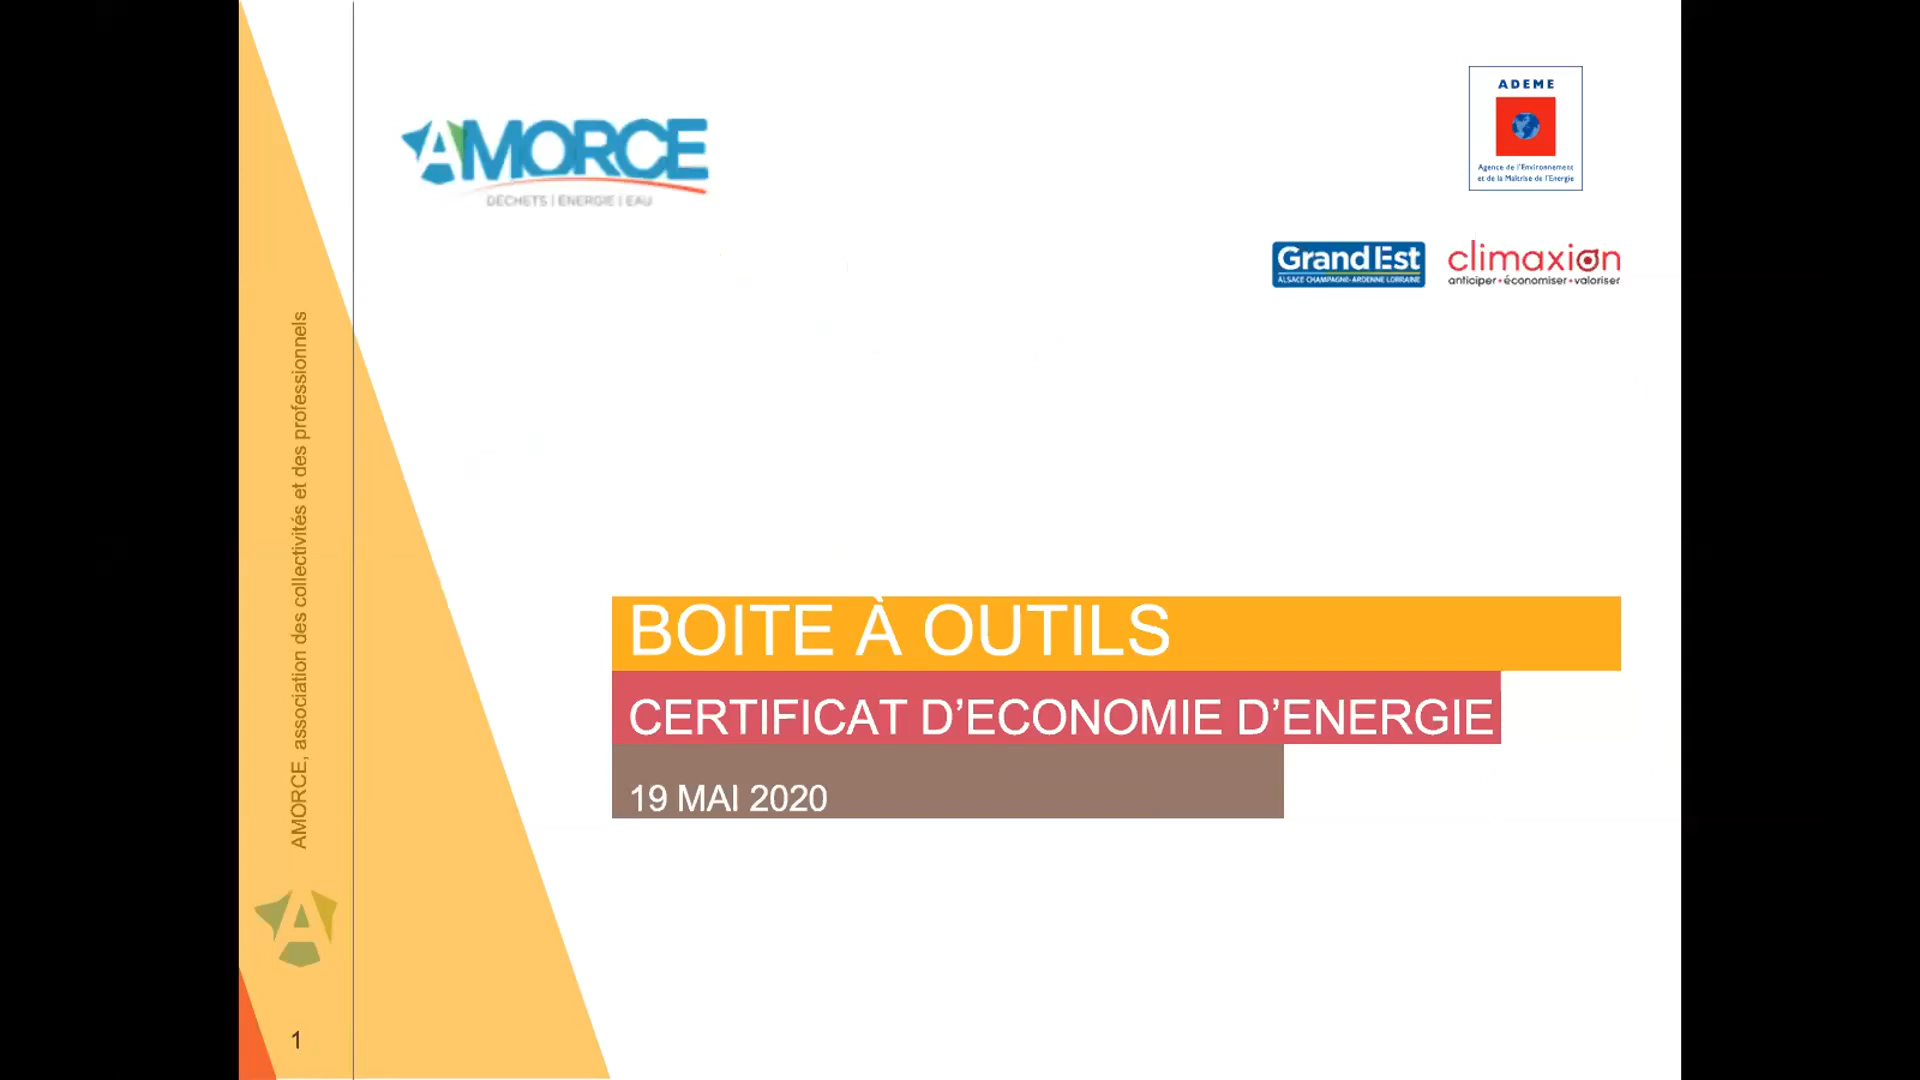 AMORCE
DÉCHETS | ÉNERGIE | EAU
ADEME
Agence de l'Environnement
et de la Maîtrise de l'Energie
Grand Est
ALSACE CHAMPAGNE-ARDENNE LORRAINE
climaxion
anticiper • économiser • valoriser
AMORCE, association des collectivités et des professionnels
BOITE À OUTILS
CERTIFICAT D’ECONOMIE D’ENERGIE
19 MAI 2020
A
1